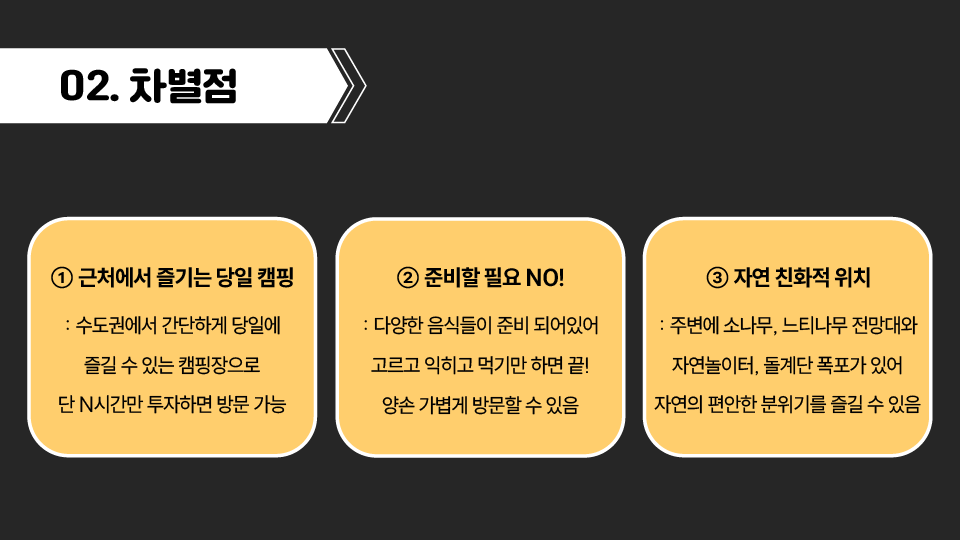 02. 차별점
① 근처에서 즐기는 당일 캠핑
: 수도권에서 간단하게 당일에
즐길 수 있는 캠핑장으로
단 N시간만 투자하면 방문 가능
② 준비할 필요 NO!
: 다양한 음식들이 준비 되어있어
고르고 익히고 먹기만 하면 끝!
양손 가볍게 방문할 수 있음
③ 자연 친화적 위치
: 주변에 소나무, 느티나무 전망대와
자연놀이터, 돌계단 폭포가 있어
자연의 편안한 분위기를 즐길 수 있음